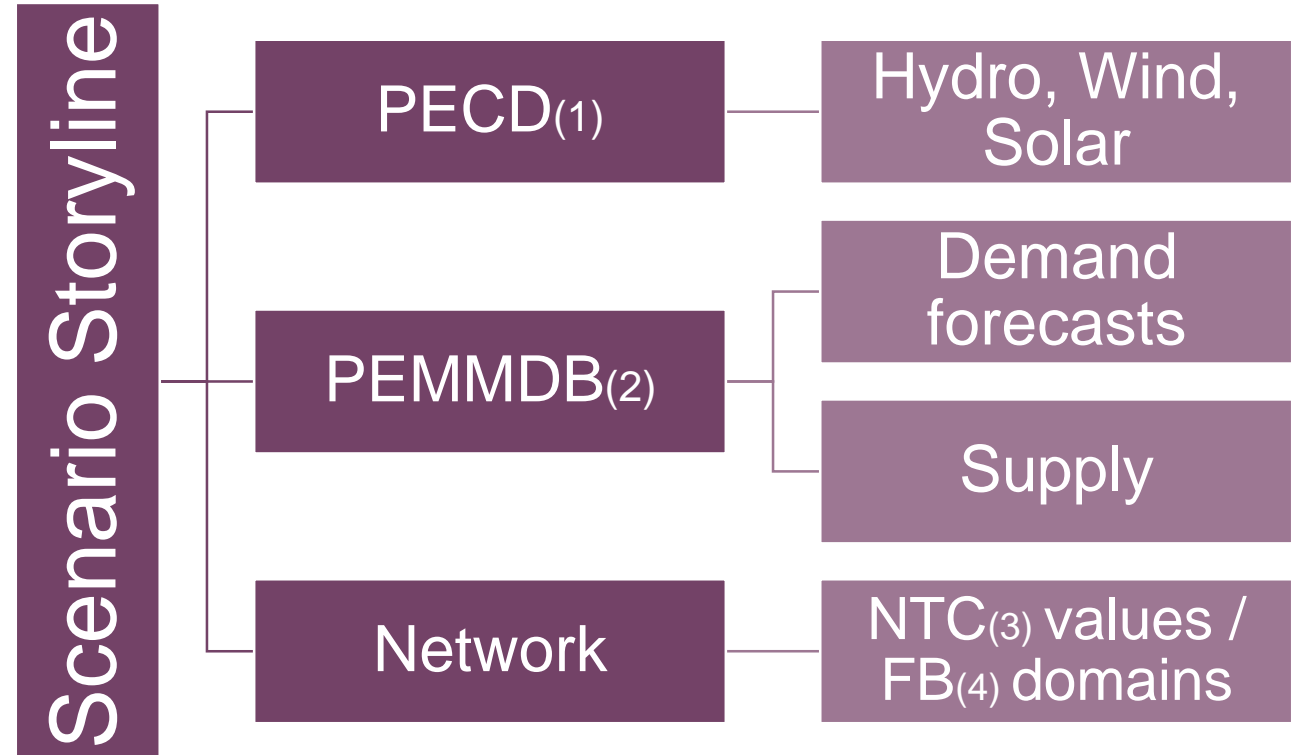 Scenario Storyline
PECD(1)
Hydro, Wind,
Solar
PEMMDB(2)
Demand
forecasts
Supply
Network
NTC(3) values /
FB(4) domains